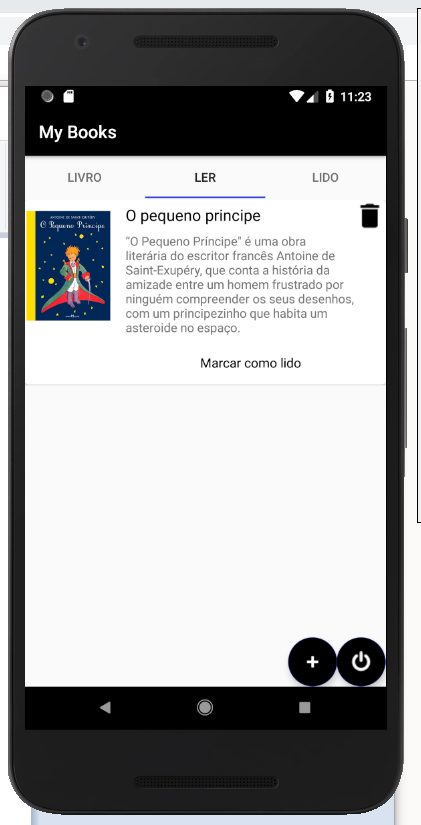 11:23
My Books
LIVRO LER LIDO
O pequeno principe
"O Pequeno Príncipe" é uma obra
literária do escritor francês Antoine de
Saint-Exupéry, que conta a história da
amizade entre um homem frustrado por
ninguém compreender os seus desenhos,
com um principezinho que habita um
asteroide no espaço.
ANTOINE DE SAINT-EXUPÉRY
O Pequeno Príncipe
Marcar como lido